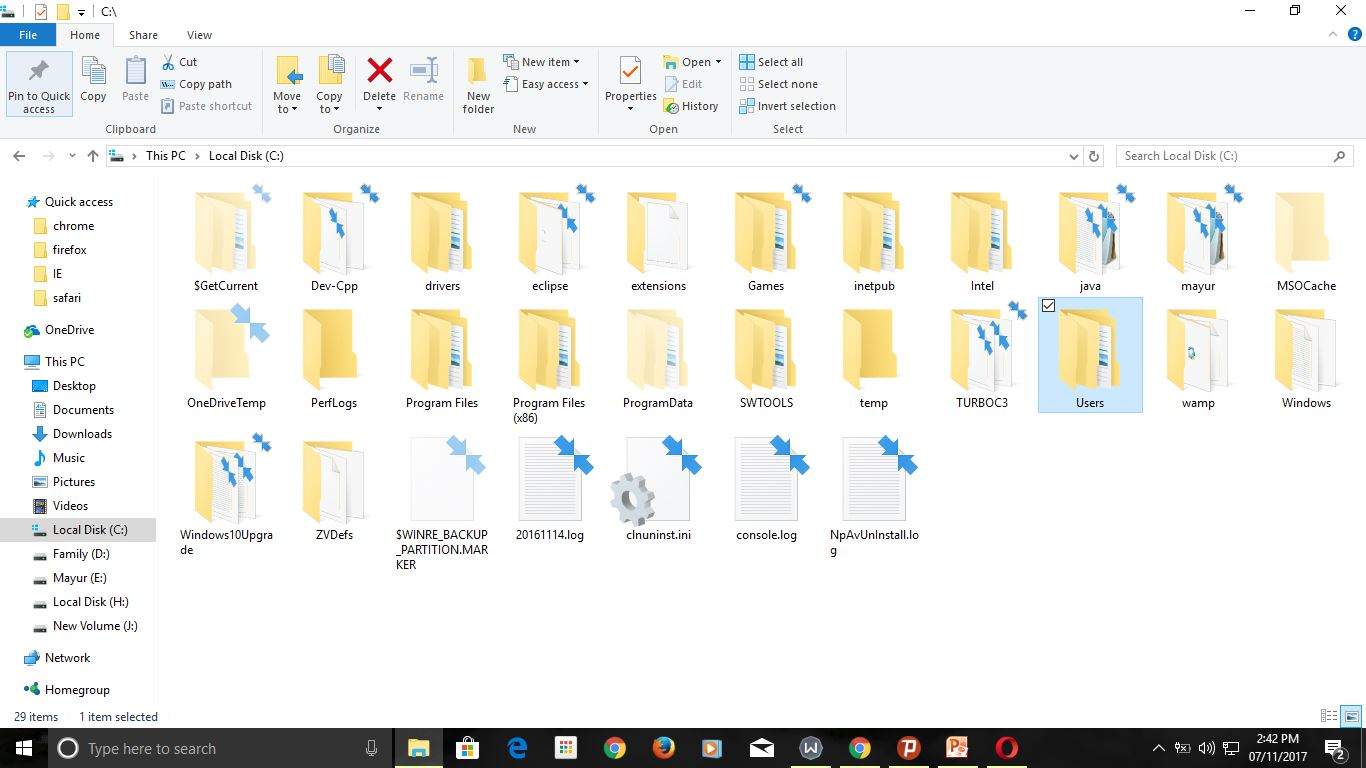 C:\
File
Home
Share
View
Pin to Quick
access
Copy
Paste
Cut
Copy path
Paste shortcut
Clipboard
Move
to
Copy
to
Delete
Rename
Organize
New
folder
New item
Easy access
New
Properties
Open
Edit
History
Open
Select all
Select none
Invert selection
Select
This PC
Local Disk (C:)
Search Local Disk (C:)
Quick access
chrome
firefox
IE
safari
OneDrive
This PC
Desktop
Documents
Downloads
Music
Pictures
Videos
Local Disk (C:)
Family (D:)
Mayur (E:)
Local Disk (H:)
New Volume (J:)
Network
Homegroup
$GetCurrent
Dev-Cpp
drivers
eclipse
extensions
Games
inetpub
Intel
java
mayur
MSOCache
OneDriveTemp
PerfLogs
Program Files
Program Files
(x86)
ProgramData
SWTOOLS
temp
TURBOC3
Users
wamp
Windows
Windows10Upgra
de
ZVDefs
$WINRE_BACKUP
_PARTITION.MAR
KER
20161114.log
clnuninst.ini
console.log
NpAvUnInstall.lo
g
29 items
1 item selected
Type here to search
2:42 PM
07/11/2017
2